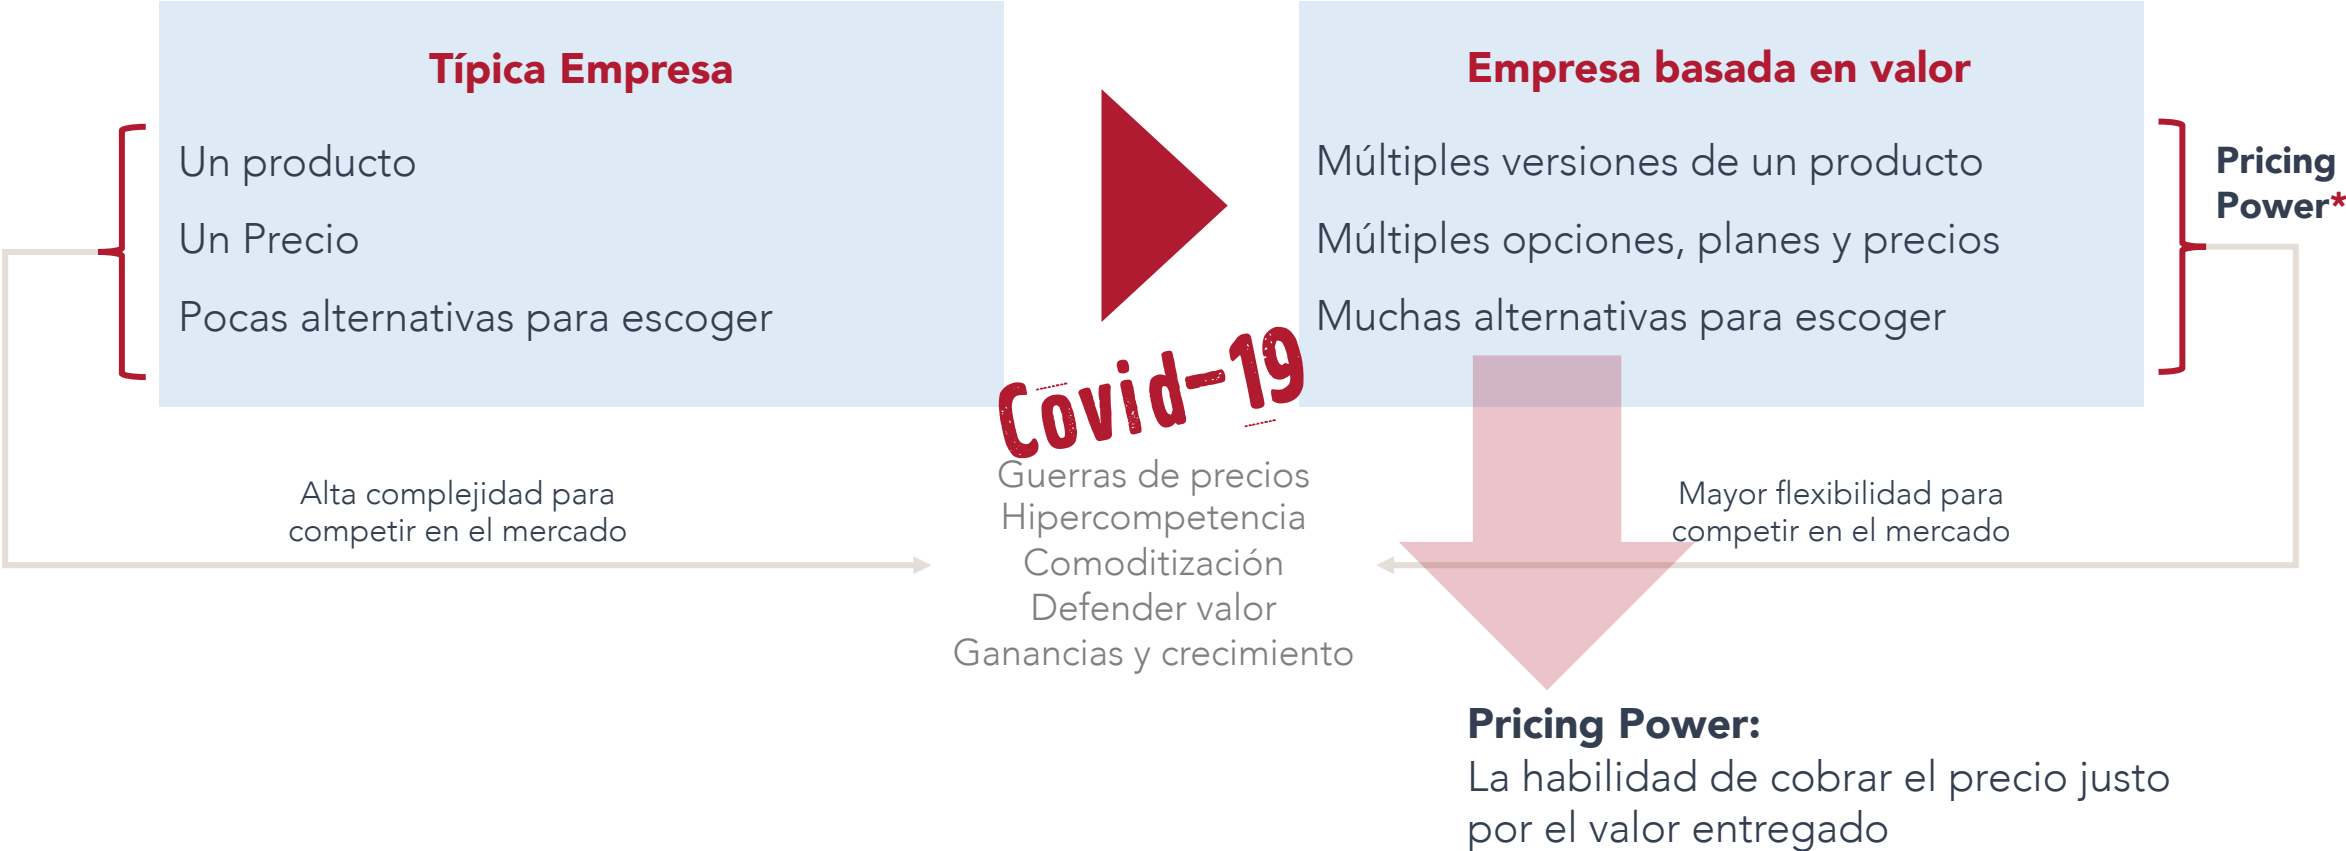 Típica Empresa
Un producto
Un Precio
Pocas alternativas para escoger
Empresa basada en valor
Múltiples versiones de un producto
Múltiples opciones, planes y precios
Muchas alternativas para escoger
Pricing
Power*
Covid-19
Guerras de precios
Hipercompetencia
Comoditización
Defender valor
Ganancias y crecimiento
Alta complejidad para
competir en el mercado
Mayor flexibilidad para
competir en el mercado
Pricing Power:
La habilidad de cobrar el precio justo
por el valor entregado